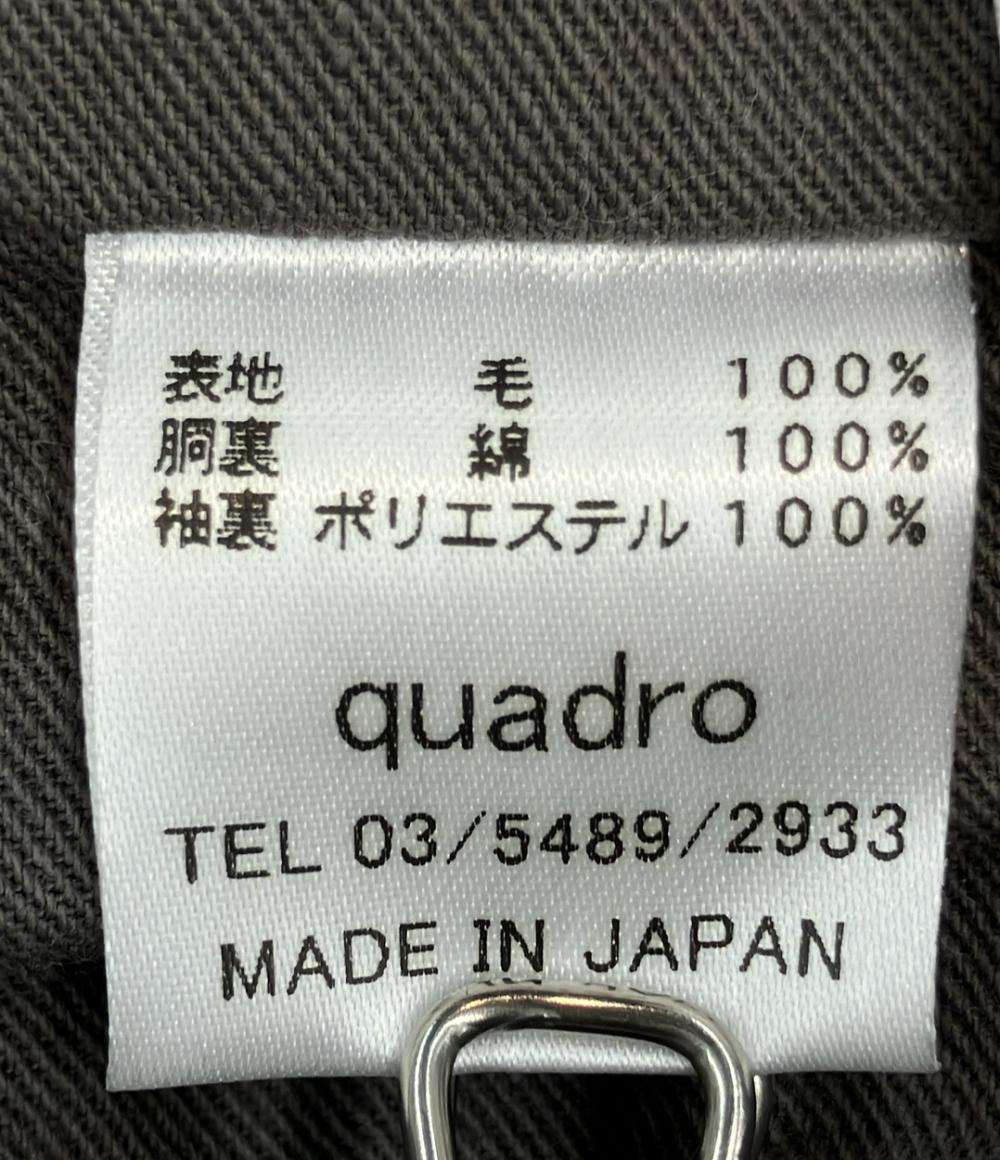 表地 毛 100%
胴裏 綿 100%
袖裏 ポリエステル 100%
quadro
TEL 03/5489/2933
MADE IN JAPAN